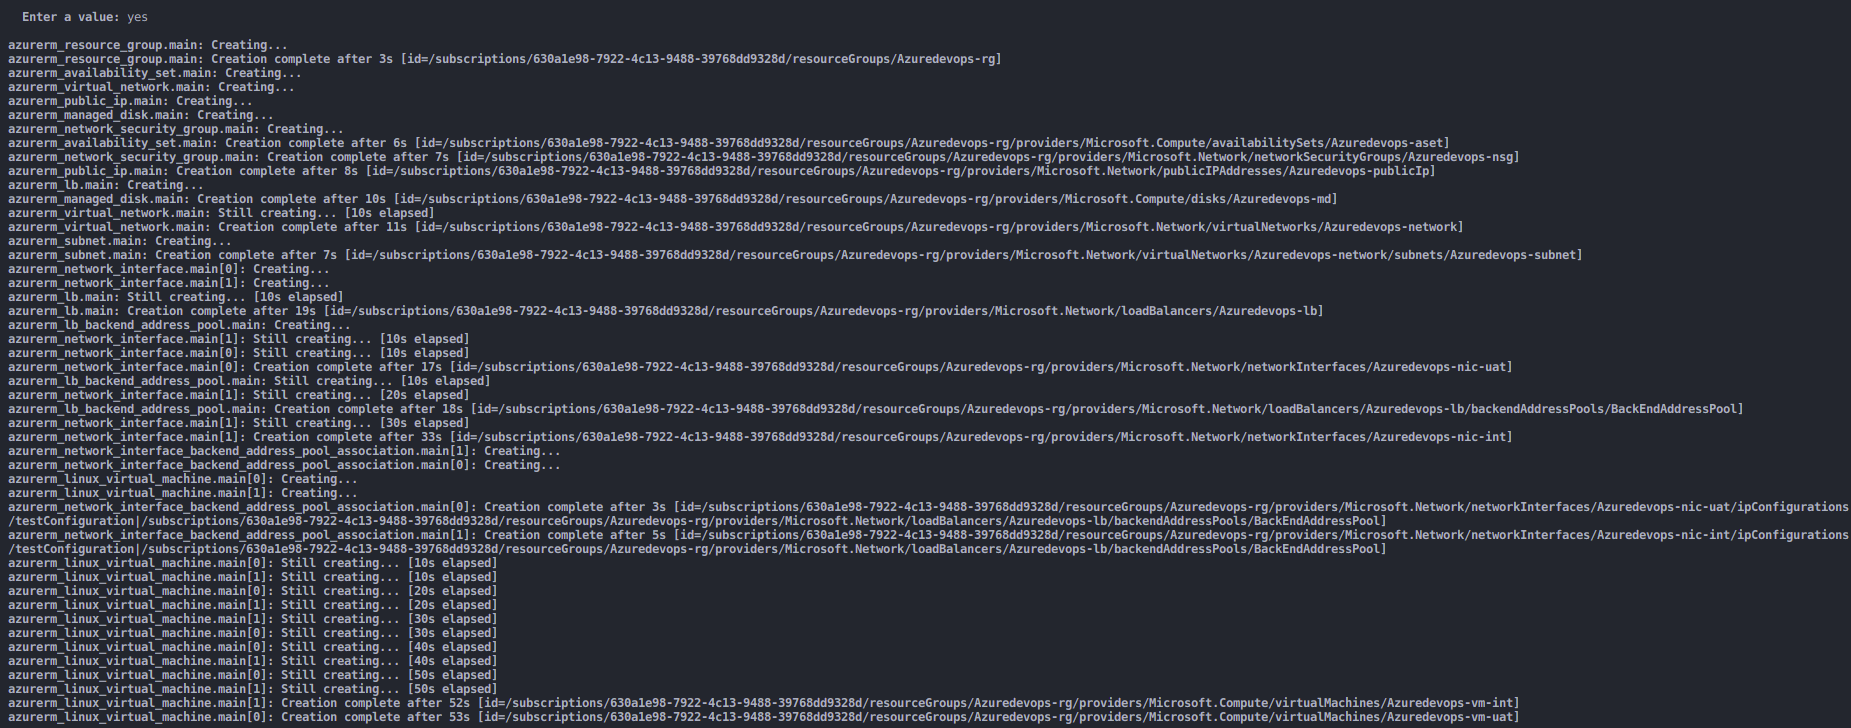 Enter a value: yes
azurerm_resource_group.main: Creating...
azurerm_resource_group.main: Creation complete after 3s [id=/subscriptions/630a1e98-7922-4c13-9488-39768dd9328d/resourceGroups/Azuredevops-rg]
azurerm_availability_set.main: Creating...
azurerm_virtual_network.main: Creating...
azurerm_public_ip.main: Creating...
azurerm_managed_disk.main: Creating...
azurerm_network_security_group.main: Creating...
azurerm_availability_set.main: Creation complete after 6s [id=/subscriptions/630a1e98-7922-4c13-9488-39768dd9328d/resourceGroups/Azuredevops-rg/providers/Microsoft.Compute/availabilitySets/Azuredevops-aset]
azurerm_network_security_group.main: Creation complete after 7s [id=/subscriptions/630a1e98-7922-4c13-9488-39768dd9328d/resourceGroups/Azuredevops-rg/providers/Microsoft.Network/networkSecurityGroups/Azuredevops-nsg]
azurerm_public_ip.main: Creation complete after 8s [id=/subscriptions/630a1e98-7922-4c13-9488-39768dd9328d/resourceGroups/Azuredevops-rg/providers/Microsoft.Network/publicIPAddresses/Azuredevops-publicIp]
azurerm_lb.main: Creating...
azurerm_managed_disk.main: Creation complete after 10s [id=/subscriptions/630a1e98-7922-4c13-9488-39768dd9328d/resourceGroups/Azuredevops-rg/providers/Microsoft.Compute/disks/Azuredevops-md]
azurerm_virtual_network.main: Still creating... [10s elapsed]
azurerm_virtual_network.main: Creation complete after 11s [id=/subscriptions/630a1e98-7922-4c13-9488-39768dd9328d/resourceGroups/Azuredevops-rg/providers/Microsoft.Network/virtualNetworks/Azuredevops-network]
azurerm_subnet.main: Creating...
azurerm_subnet.main: Creation complete after 7s [id=/subscriptions/630a1e98-7922-4c13-9488-39768dd9328d/resourceGroups/Azuredevops-rg/providers/Microsoft.Network/virtualNetworks/Azuredevops-network/subnets/Azuredevops-subnet]
azurerm_network_interface.main[0]: Creating...
azurerm_network_interface.main[1]: Creating...
azurerm_lb.main: Still creating... [10s elapsed]
azurerm_lb.main: Creation complete after 19s [id=/subscriptions/630a1e98-7922-4c13-9488-39768dd9328d/resourceGroups/Azuredevops-rg/providers/Microsoft.Network/loadBalancers/Azuredevops-lb]
azurerm_lb_backend_address_pool.main: Creating...
azurerm_network_interface.main[1]: Still creating... [10s elapsed]
azurerm_network_interface.main[0]: Still creating... [10s elapsed]
azurerm_network_interface.main[0]: Creation complete after 17s [id=/subscriptions/630a1e98-7922-4c13-9488-39768dd9328d/resourceGroups/Azuredevops-rg/providers/Microsoft.Network/networkInterfaces/Azuredevops-nic-uat]
azurerm_lb_backend_address_pool.main: Still creating... [10s elapsed]
azurerm_network_interface.main[1]: Still creating... [20s elapsed]
azurerm_lb_backend_address_pool.main: Creation complete after 18s [id=/subscriptions/630a1e98-7922-4c13-9488-39768dd9328d/resourceGroups/Azuredevops-rg/providers/Microsoft.Network/loadBalancers/Azuredevops-lb/backendAddressPools/BackEndAddressPool]
azurerm_network_interface.main[1]: Still creating... [30s elapsed]
azurerm_network_interface.main[1]: Creation complete after 33s [id=/subscriptions/630a1e98-7922-4c13-9488-39768dd9328d/resourceGroups/Azuredevops-rg/providers/Microsoft.Network/networkInterfaces/Azuredevops-nic-int]
azurerm_network_interface_backend_address_pool_association.main[1]: Creating...
azurerm_network_interface_backend_address_pool_association.main[0]: Creating...
azurerm_linux_virtual_machine.main[0]: Creating...
azurerm_linux_virtual_machine.main[1]: Creating...
azurerm_network_interface_backend_address_pool_association.main[0]: Creation complete after 3s [id=/subscriptions/630a1e98-7922-4c13-9488-39768dd9328d/resourceGroups/Azuredevops-rg/providers/Microsoft.Network/networkInterfaces/Azuredevops-nic-uat/ipConfigurations
/testConfiguration|/subscriptions/630a1e98-7922-4c13-9488-39768dd9328d/resourceGroups/Azuredevops-rg/providers/Microsoft.Network/loadBalancers/Azuredevops-lb/backendAddressPools/BackEndAddressPool]
azurerm_network_interface_backend_address_pool_association.main[1]: Creation complete after 5s [id=/subscriptions/630a1e98-7922-4c13-9488-39768dd9328d/resourceGroups/Azuredevops-rg/providers/Microsoft.Network/networkInterfaces/Azuredevops-nic-int/ipConfigurations
/testConfiguration|/subscriptions/630a1e98-7922-4c13-9488-39768dd9328d/resourceGroups/Azuredevops-rg/providers/Microsoft.Network/loadBalancers/Azuredevops-lb/backendAddressPools/BackEndAddressPool]
azurerm_linux_virtual_machine.main[0]: Still creating... [10s elapsed]
azurerm_linux_virtual_machine.main[1]: Still creating... [10s elapsed]
azurerm_linux_virtual_machine.main[0]: Still creating... [20s elapsed]
azurerm_linux_virtual_machine.main[1]: Still creating... [20s elapsed]
azurerm_linux_virtual_machine.main[1]: Still creating... [30s elapsed]
azurerm_linux_virtual_machine.main[0]: Still creating... [30s elapsed]
azurerm_linux_virtual_machine.main[0]: Still creating... [40s elapsed]
azurerm_linux_virtual_machine.main[1]: Still creating... [40s elapsed]
azurerm_linux_virtual_machine.main[0]: Still creating... [50s elapsed]
azurerm_linux_virtual_machine.main[1]: Still creating... [50s elapsed]
azurerm_linux_virtual_machine.main[1]: Creation complete after 52s [id=/subscriptions/630a1e98-7922-4c13-9488-39768dd9328d/resourceGroups/Azuredevops-rg/providers/Microsoft.Compute/virtualMachines/Azuredevops-vm-int]
azurerm_linux_virtual_machine.main[0]: Creation complete after 53s [id=/subscriptions/630a1e98-7922-4c13-9488-39768dd9328d/resourceGroups/Azuredevops-rg/providers/Microsoft.Compute/virtualMachines/Azuredevops-vm-uat]